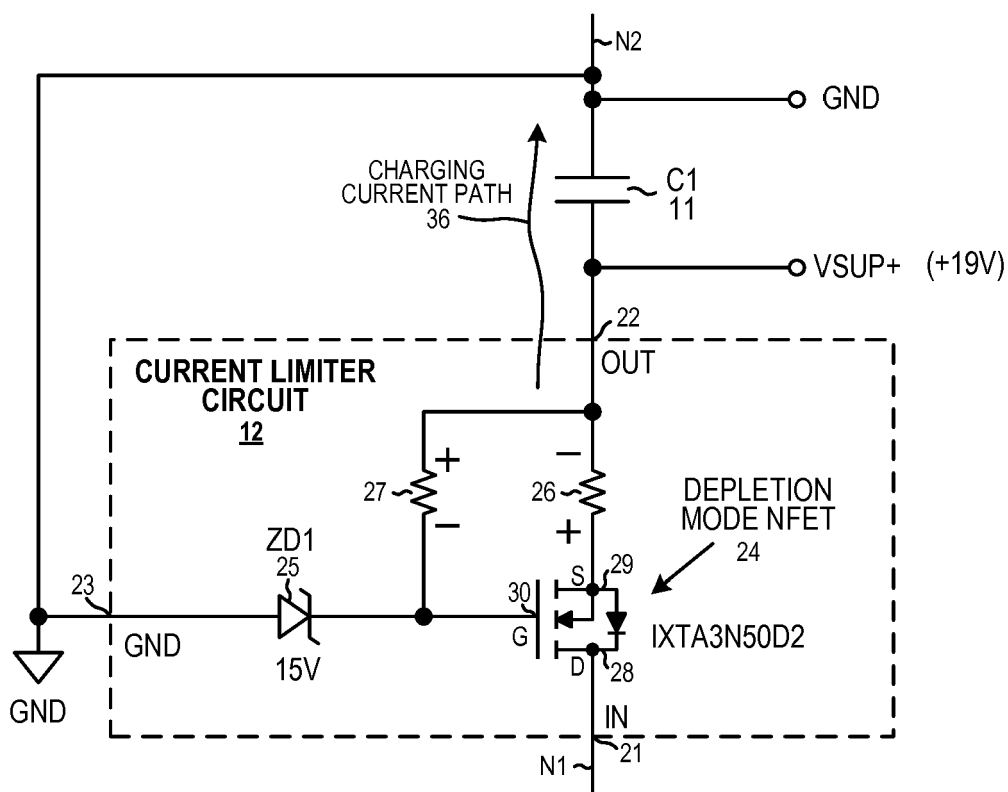 N2
GND
CHARGING
CURRENT PATH
36
C1
11
VSUP+ (+19V)
22
OUT
CURRENT LIMITER
CIRCUIT
12
+
−
27
−
26
+
DEPLETION
MODE NFET
24
ZD1
25
23
GND
15V
30
G
S
29
D
28
IXTA3N50D2
GND
IN
21
N1